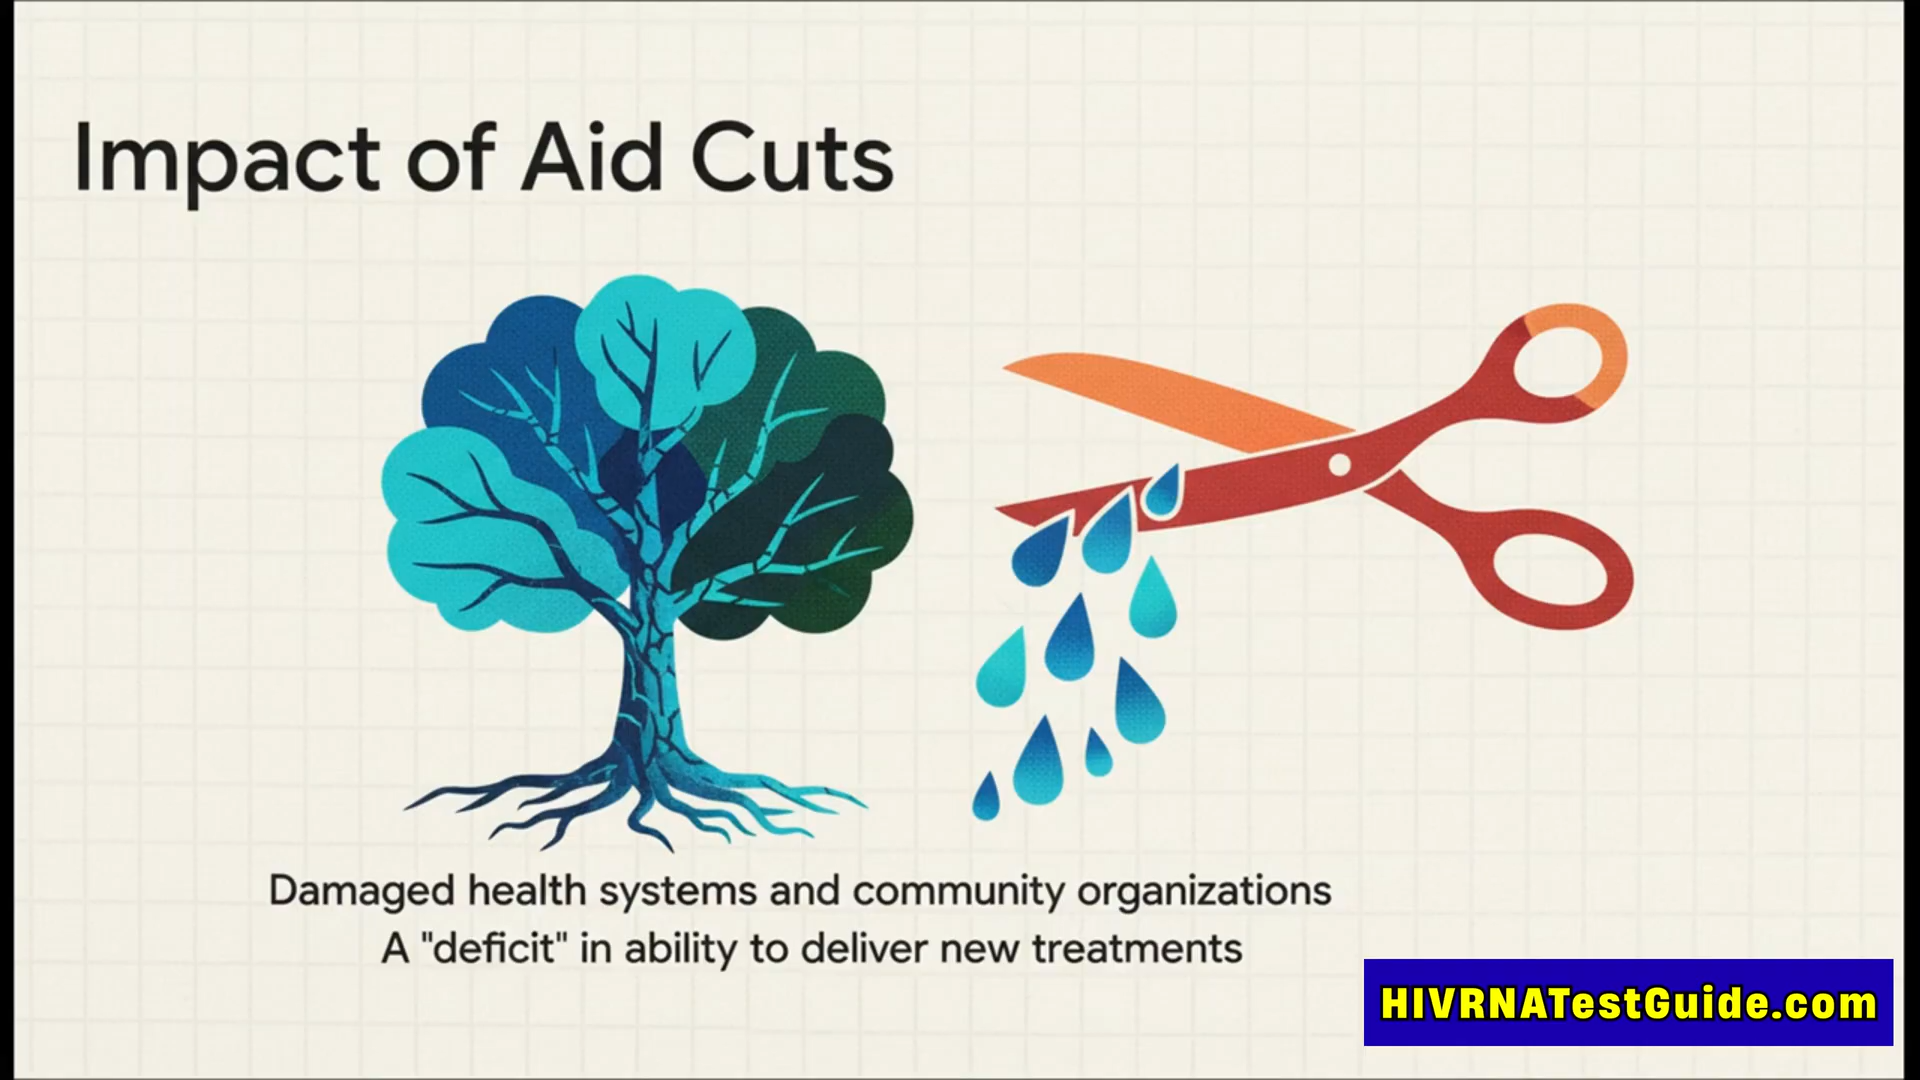 Impact of Aid Cuts
Damaged health systems and community organizations
A "deficit" in ability to deliver new treatments
HIVRNATestGuide.com